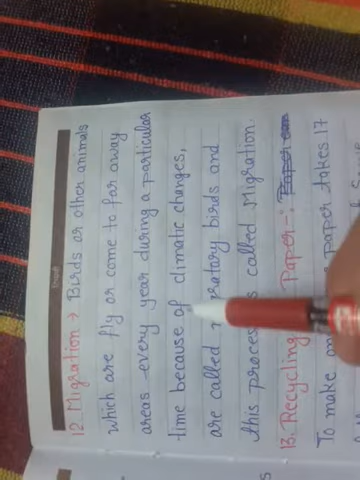 12. Migration → Birds or other animals
which are fly or come to far away
areas every year during a particular
time because of climatic changes,
are called birds and
this process called Migration.
13. Recycling Paper -:
To make paper takes 17